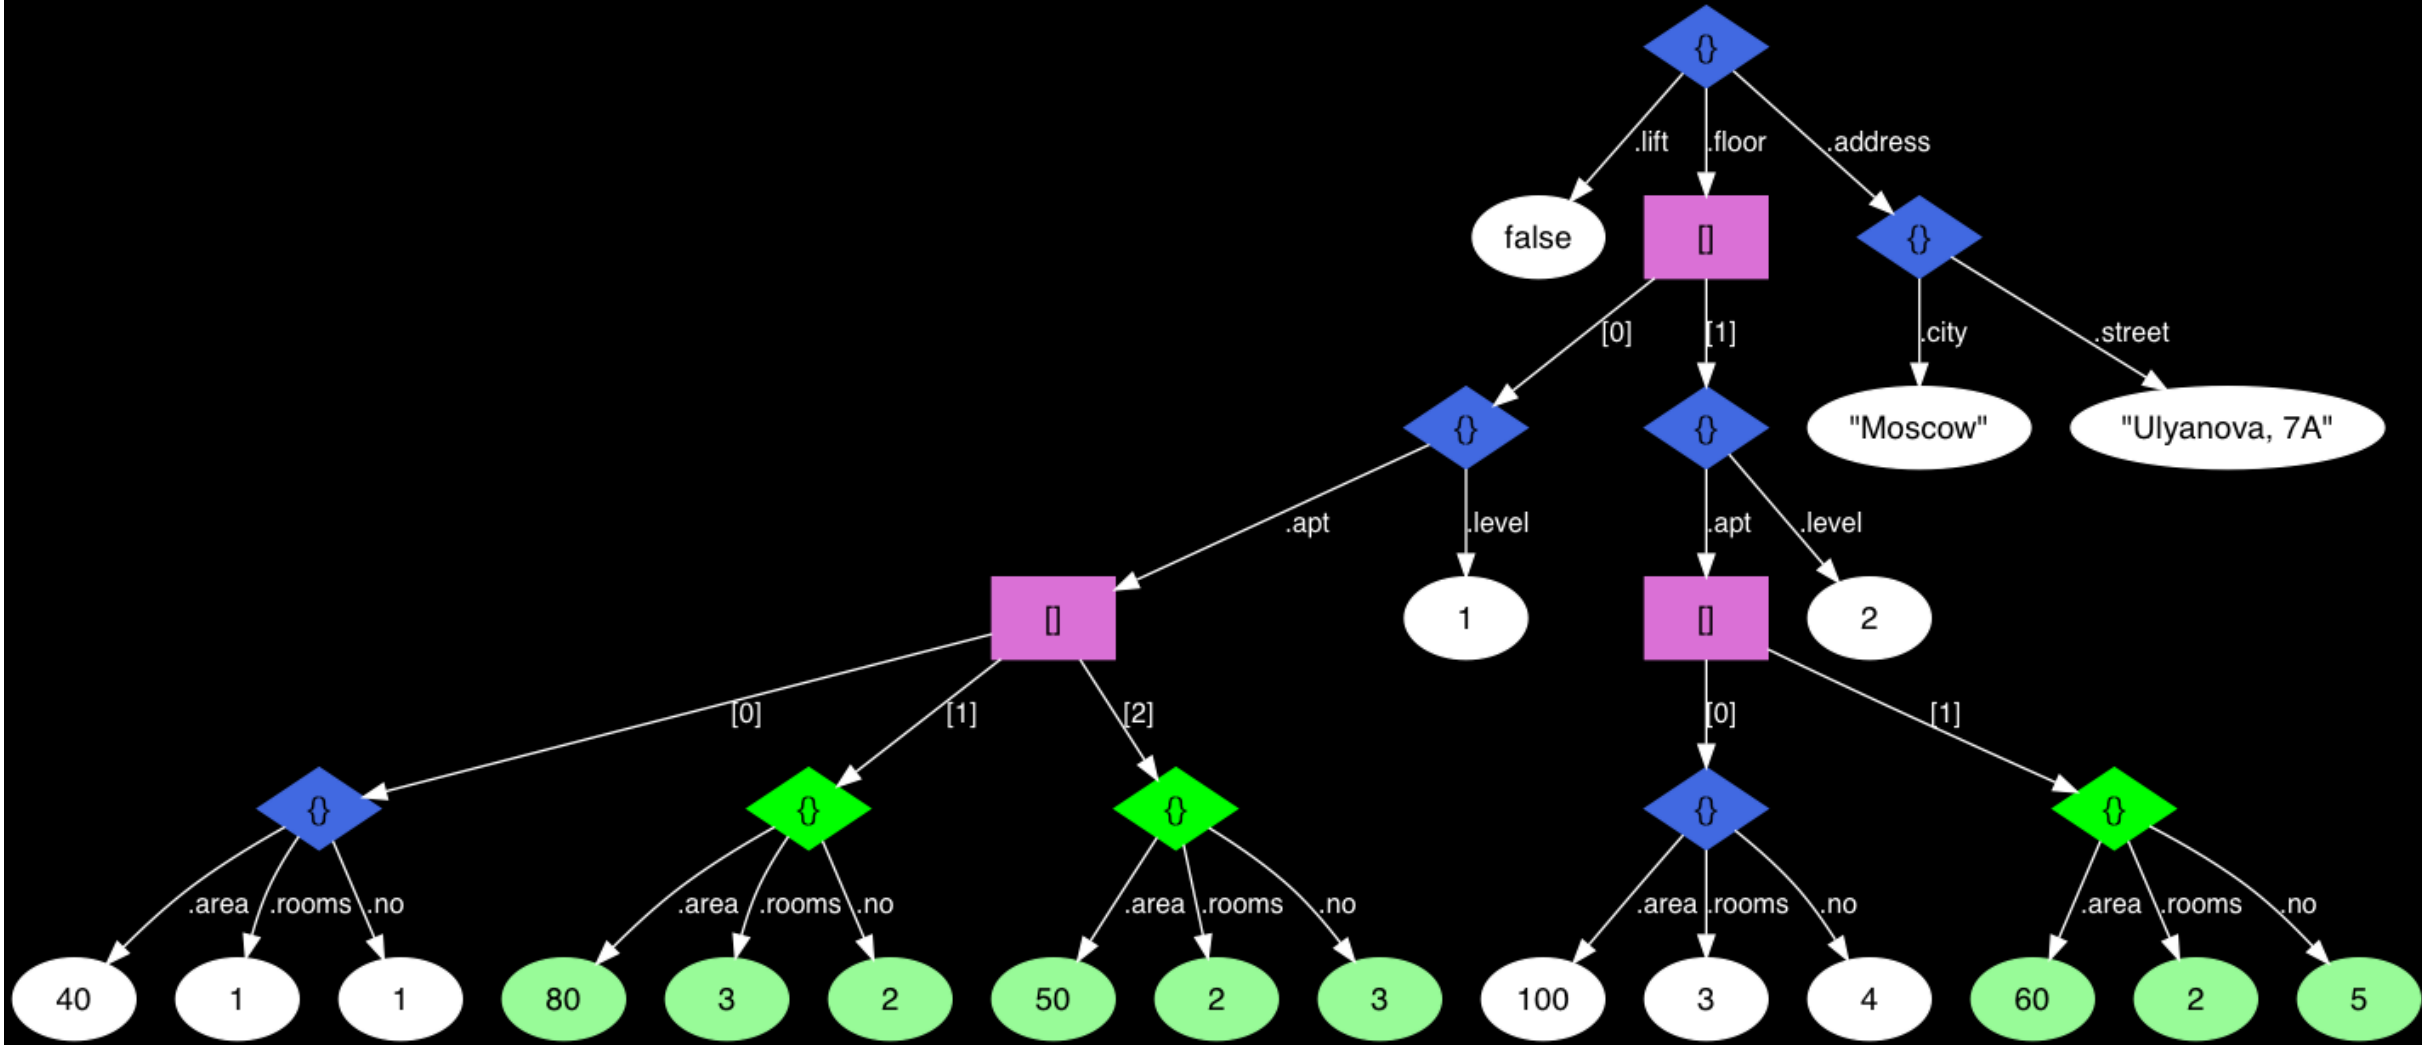 {}
.lift .floor .address
false [] {}
[0] [1] .city .street
{} {} "Moscow" "Ulyanova, 7A"
.apt .level .apt .level
[] 1 [] 2
[0] [1] [2] [0] [1]
{} {} {} {} {}
.area .rooms .no .area .rooms .no .area .rooms .no .area .rooms .no .area .rooms .no
40 1 1 80 3 2 50 2 3 100 3 4 60 2 5